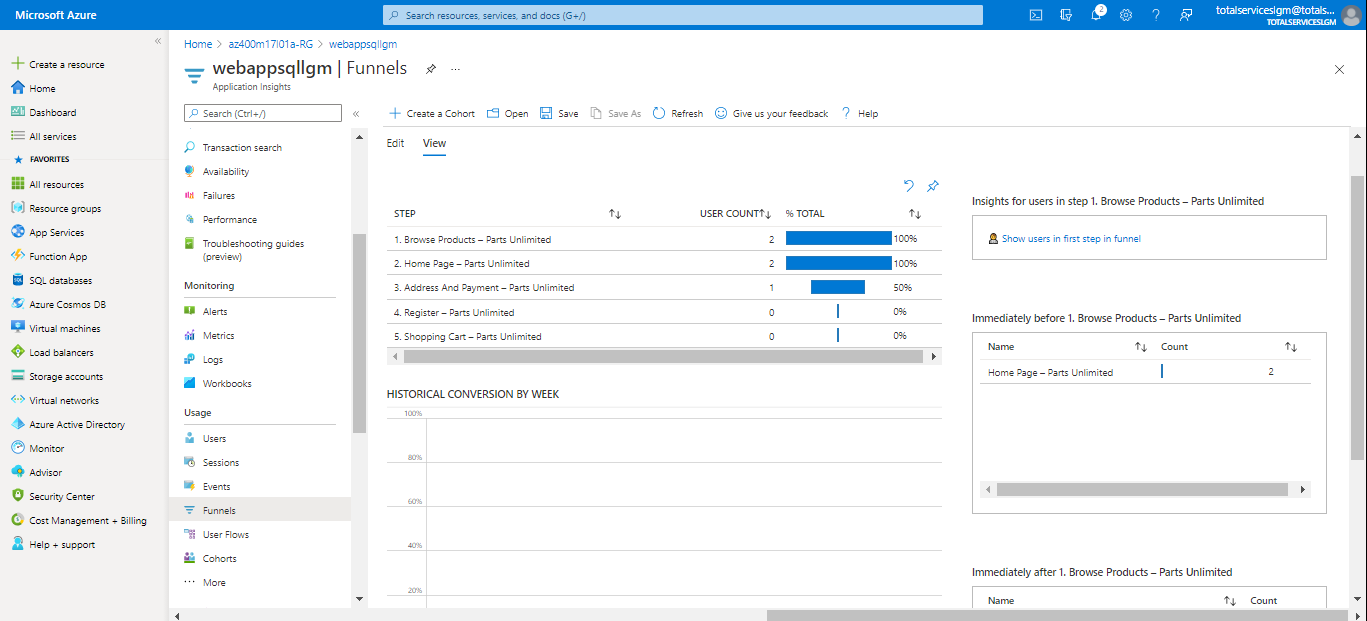 Microsoft Azure
Search resources, services, and docs (G+/)
2
totalserviceslgm@totals...
TOTALSERVICESLGM
«
Create a resource
Home
Dashboard
All services
FAVORITES
All resources
Resource groups
App Services
Function App
SQL databases
Azure Cosmos DB
Virtual machines
Load balancers
Storage accounts
Virtual networks
Azure Active Directory
Monitor
Advisor
Security Center
Cost Management + Billing
Help + support
Home > az400m17l01a-RG > webappsqllgm
webappsqllgm | Funnels ...
Application Insights
Search (Ctrl+/) «
Transaction search
Availability
Failures
Performance
Troubleshooting guides
(preview)
Monitoring
Alerts
Metrics
Logs
Workbooks
Usage
Users
Sessions
Events
Funnels
User Flows
Cohorts
... More
Create a Cohort Open Save Save As Refresh Give us your feedback ? Help
Edit View
STEP USER COUNT % TOTAL
1. Browse Products – Parts Unlimited 2 100%
2. Home Page – Parts Unlimited 2 100%
3. Address And Payment – Parts Unlimited 1 50%
4. Register – Parts Unlimited 0 0%
5. Shopping Cart – Parts Unlimited 0 0%
HISTORICAL CONVERSION BY WEEK
100%
80%
60%
40%
20%
Insights for users in step 1. Browse Products – Parts Unlimited
Show users in first step in funnel
Immediately before 1. Browse Products – Parts Unlimited
Name Count
Home Page – Parts Unlimited 2
Immediately after 1. Browse Products – Parts Unlimited
Name Count